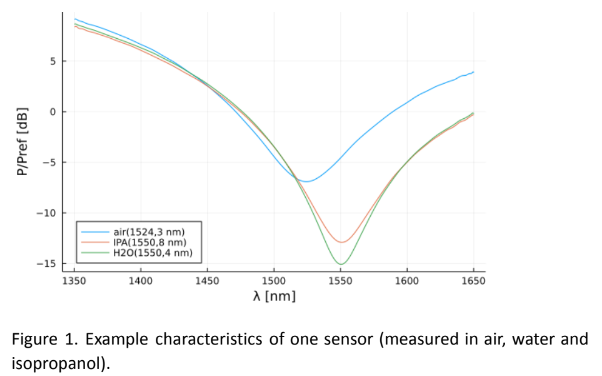 5
0
−5
−10
−15
P/Pref [dB]
air(1524,3 nm)
IPA(1550,8 nm)
H2O(1550,4 nm)
1350 1400 1450 1500 1550 1600 1650
λ [nm]
Figure 1. Example characteristics of one sensor (measured in air, water and
isopropanol).